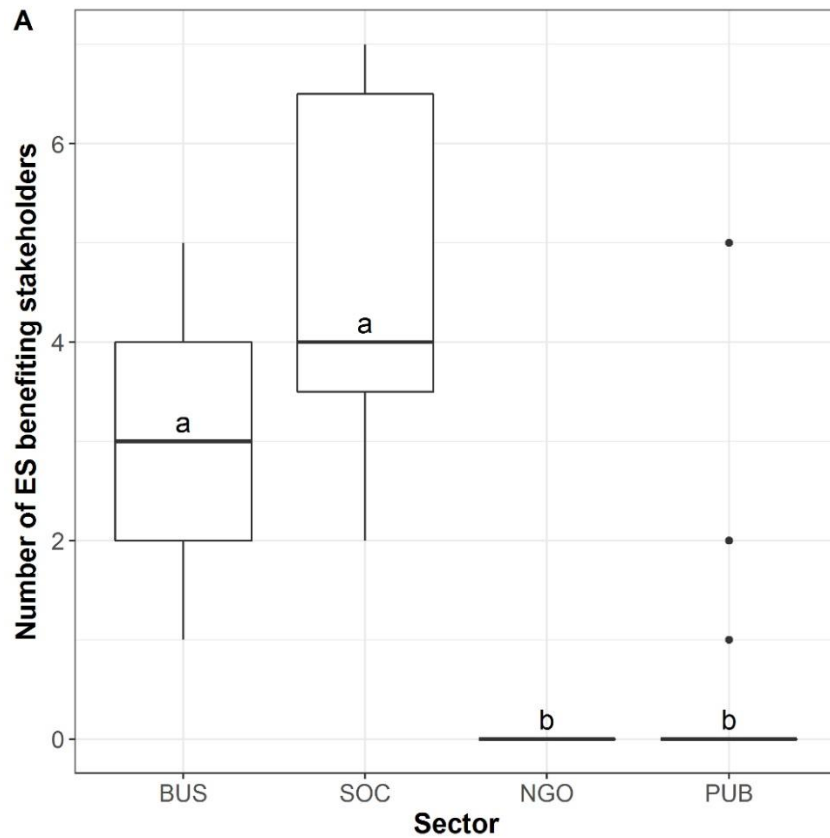 A
Number of ES benefiting stakeholders
6
4
2
0
a
a
b
b
BUS SOC NGO PUB
Sector